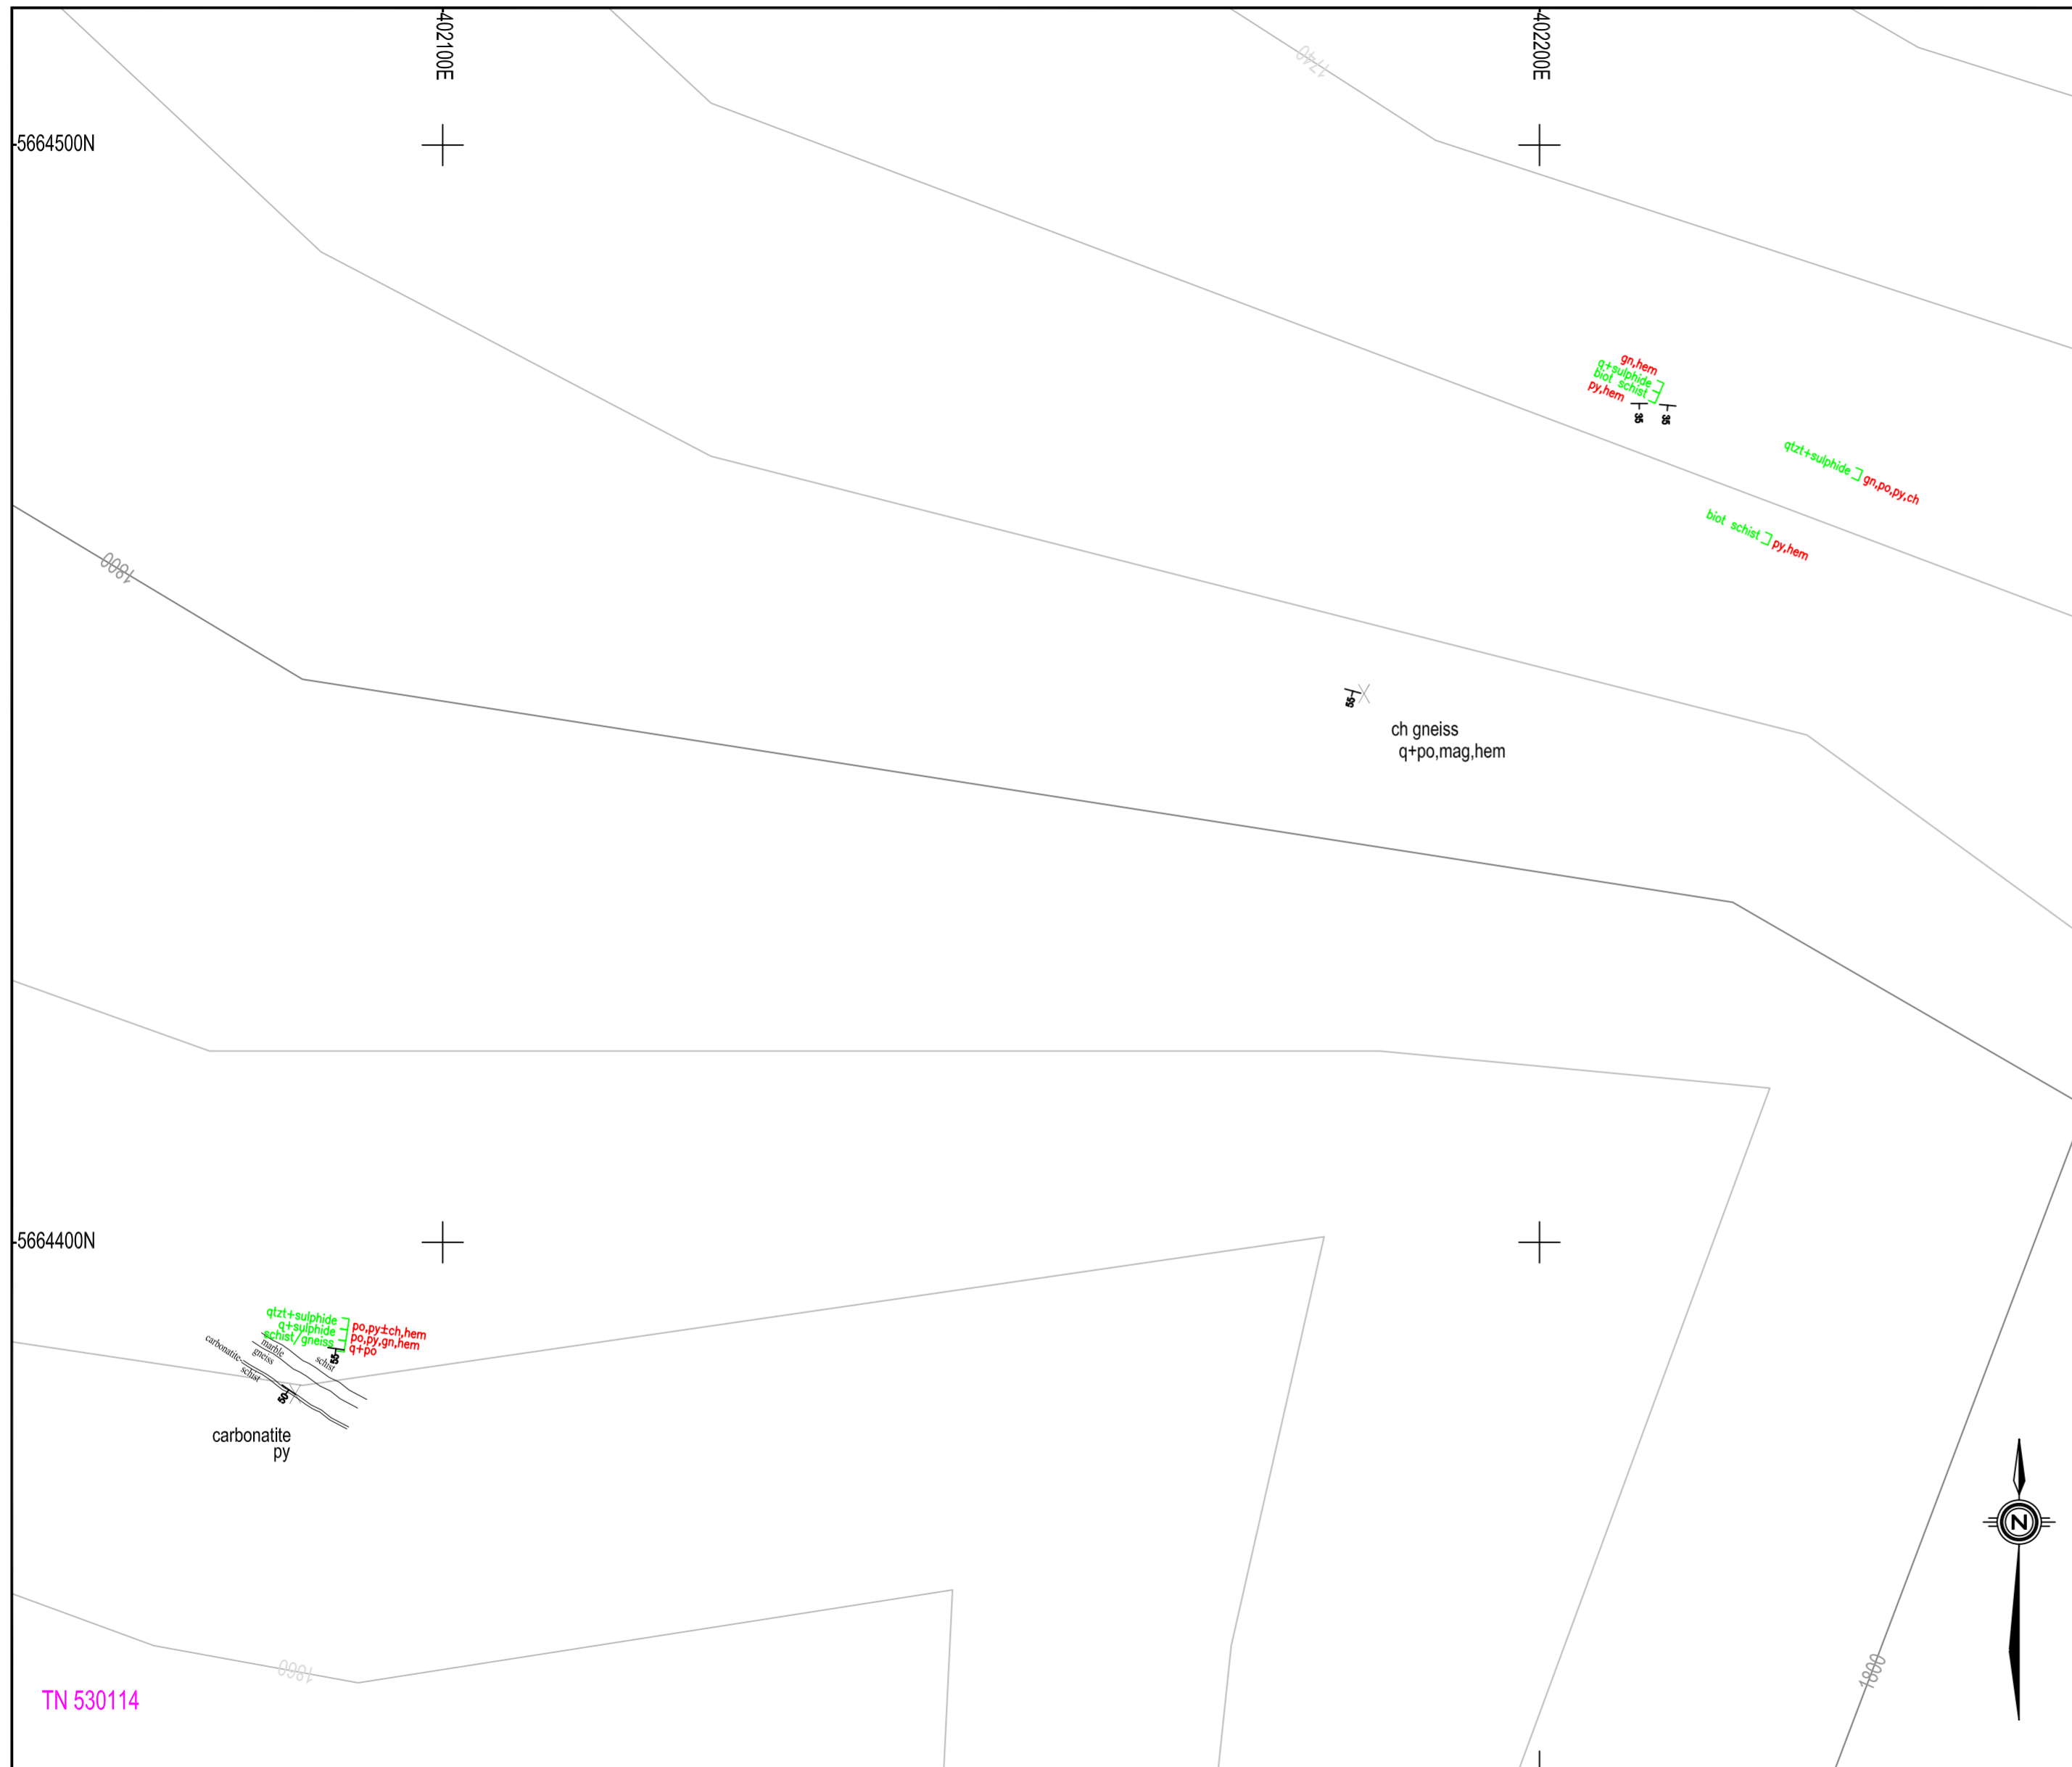 402100E
402200E
1740
5664500N
gn,hem
q+sulphide
biot schist
py,hem
35
35
qtzt+sulphide
gn,po,py,ch
biot schist
py,hem
1800
55
ch gneiss
q+po,mag,hem
5664400N
qtzt+sulphide
po,py±ch,hem
q+sulphide
po,py,gn,hem
schist/gneiss
q+po
55
carbonatite
marble
gneiss
schist
schist
50
carbonatite
py
N
1860
1800
TN 530114